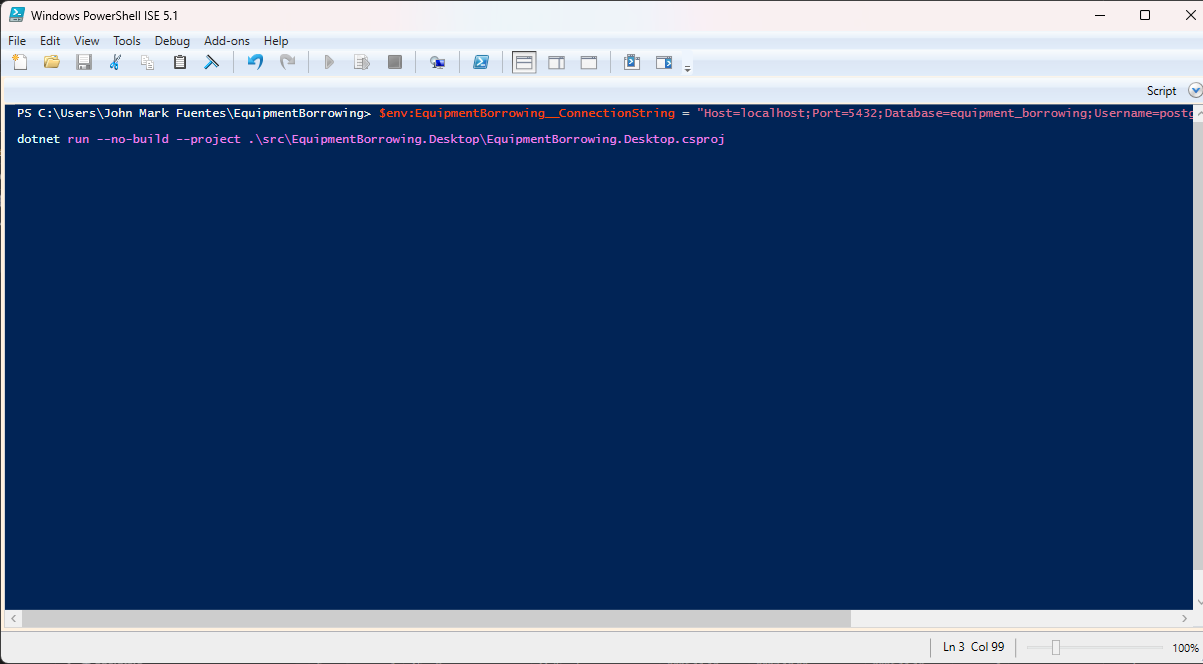 Windows PowerShell ISE 5.1
File Edit View Tools Debug Add-ons Help
Script
PS C:\Users\John Mark Fuentes\EquipmentBorrowing> $env:EquipmentBorrowing__ConnectionString = "Host=localhost;Port=5432;Database=equipment_borrowing;Username=postg
dotnet run --no-build --project .\src\EquipmentBorrowing.Desktop\EquipmentBorrowing.Desktop.csproj
Ln 3 Col 99
100%